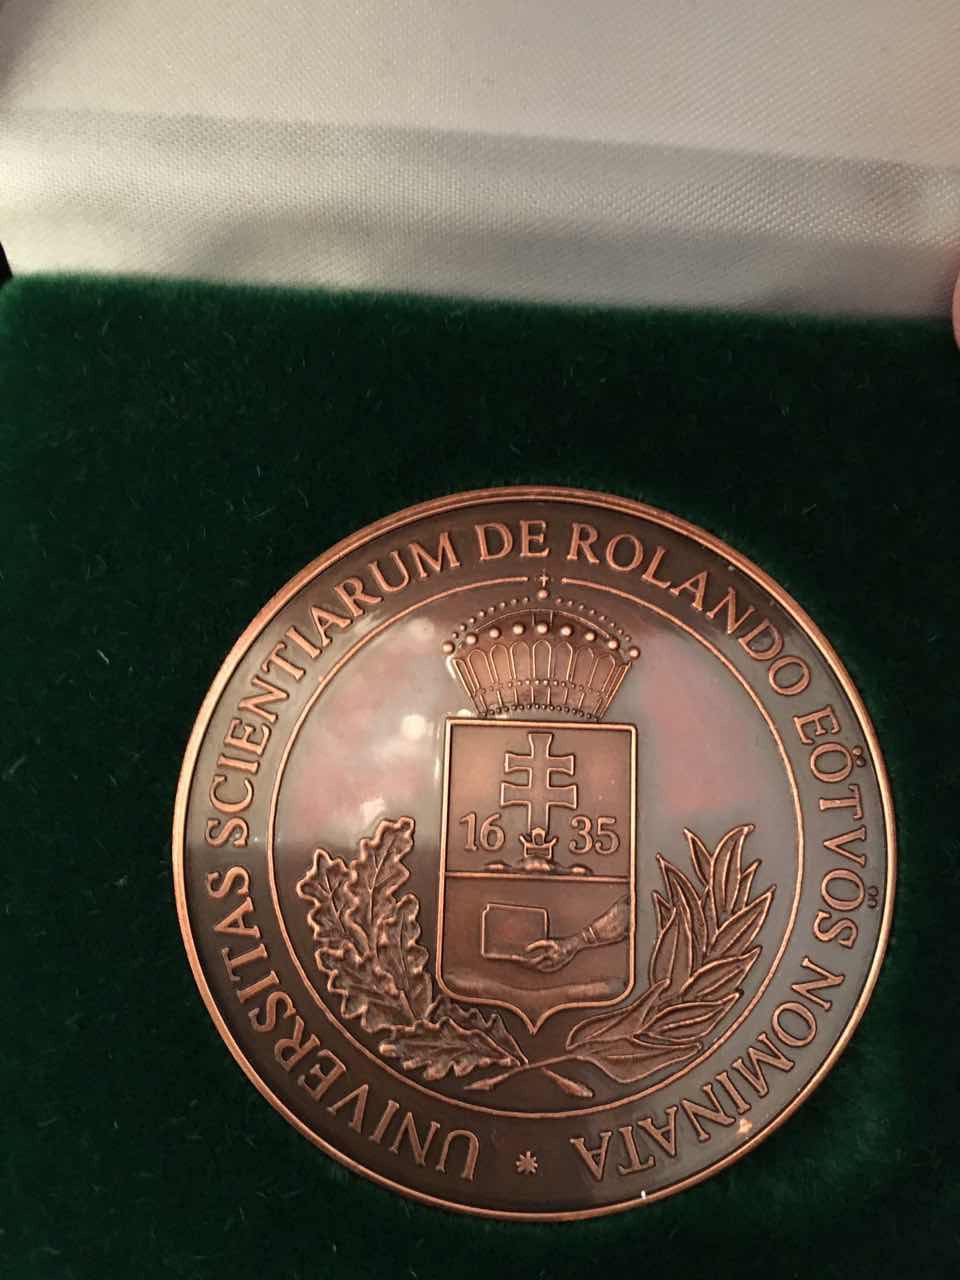 UNIVERSITAS SCIENTIARUM DE ROLANDO EÖTVÖS NOMINATA *
16 35